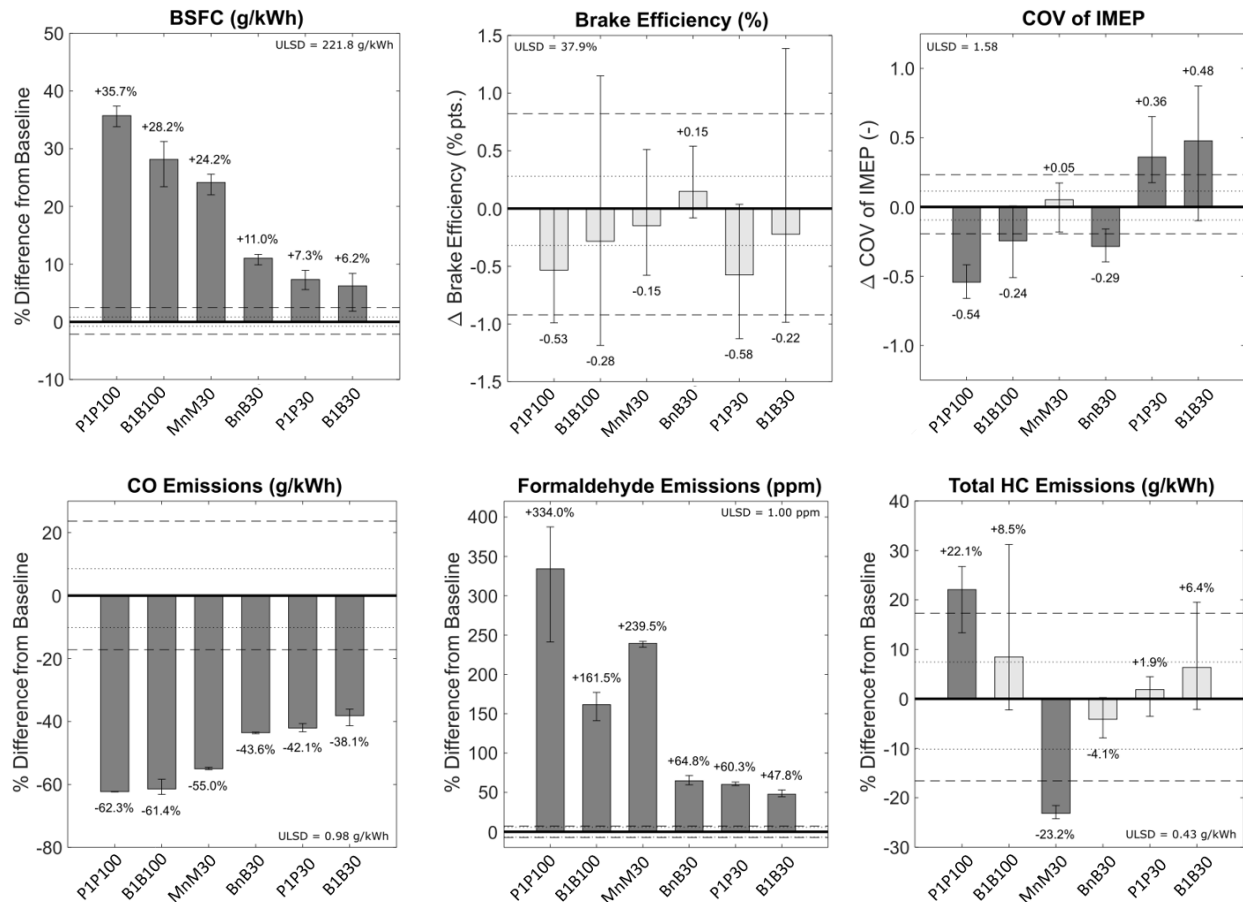 BSFC (g/kWh)
% Difference from Baseline
50
40
30
20
10
0
-10
ULSD = 221.8 g/kWh
+35.7%
+28.2%
+24.2%
+11.0%
+7.3%
+6.2%
P1P100
B1B100
MnM30
BnB30
P1P30
B1B30
Brake Efficiency (%)
Δ Brake Efficiency (% pts.)
1.5
1.0
0.5
0.0
-0.5
-1.0
-1.5
ULSD = 37.9%
-0.53
-0.28
-0.15
+0.15
-0.58
-0.22
P1P100
B1B100
MnM30
BnB30
P1P30
B1B30
COV of IMEP
Δ COV of IMEP (-)
1.0
0.5
0.0
-0.5
-1.0
ULSD = 1.58
-0.54
-0.24
+0.05
-0.29
+0.36
+0.48
P1P100
B1B100
MnM30
BnB30
P1P30
B1B30
CO Emissions (g/kWh)
% Difference from Baseline
20
0
-20
-40
-60
-80
-62.3%
-61.4%
-55.0%
-43.6%
-42.1%
-38.1%
ULSD = 0.98 g/kWh
P1P100
B1B100
MnM30
BnB30
P1P30
B1B30
Formaldehyde Emissions (ppm)
% Difference from Baseline
400
350
300
250
200
150
100
50
0
ULSD = 1.00 ppm
+334.0%
+161.5%
+239.5%
+64.8%
+60.3%
+47.8%
P1P100
B1B100
MnM30
BnB30
P1P30
B1B30
Total HC Emissions (g/kWh)
% Difference from Baseline
40
30
20
10
0
-10
-20
-30
+22.1%
+8.5%
-23.2%
-4.1%
+1.9%
+6.4%
ULSD = 0.43 g/kWh
P1P100
B1B100
MnM30
BnB30
P1P30
B1B30